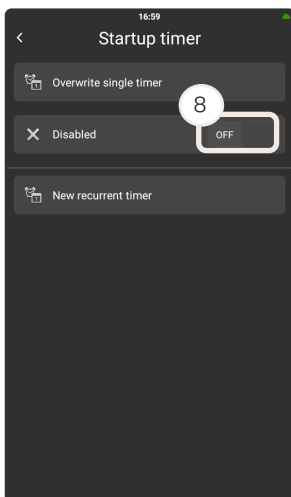 16:59
Startup timer
Overwrite single timer
8
Disabled OFF
New recurrent timer